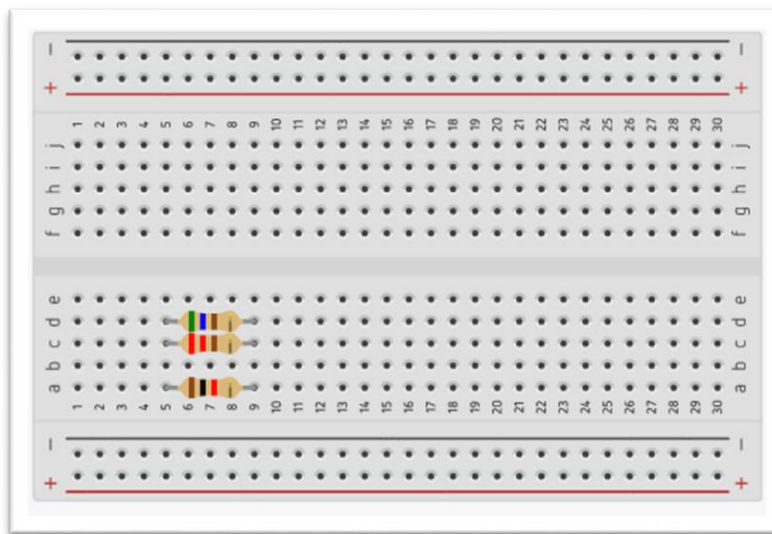 − −
+ +
1 2 3 4 5 6 7 8 9 10 11 12 13 14 15 16 17 18 19 20 21 22 23 24 25 26 27 28 29 30
j j
i i
h h
g g
f f
e e
d d
c c
b b
a a
1 2 3 4 5 6 7 8 9 10 11 12 13 14 15 16 17 18 19 20 21 22 23 24 25 26 27 28 29 30
− −
+ +